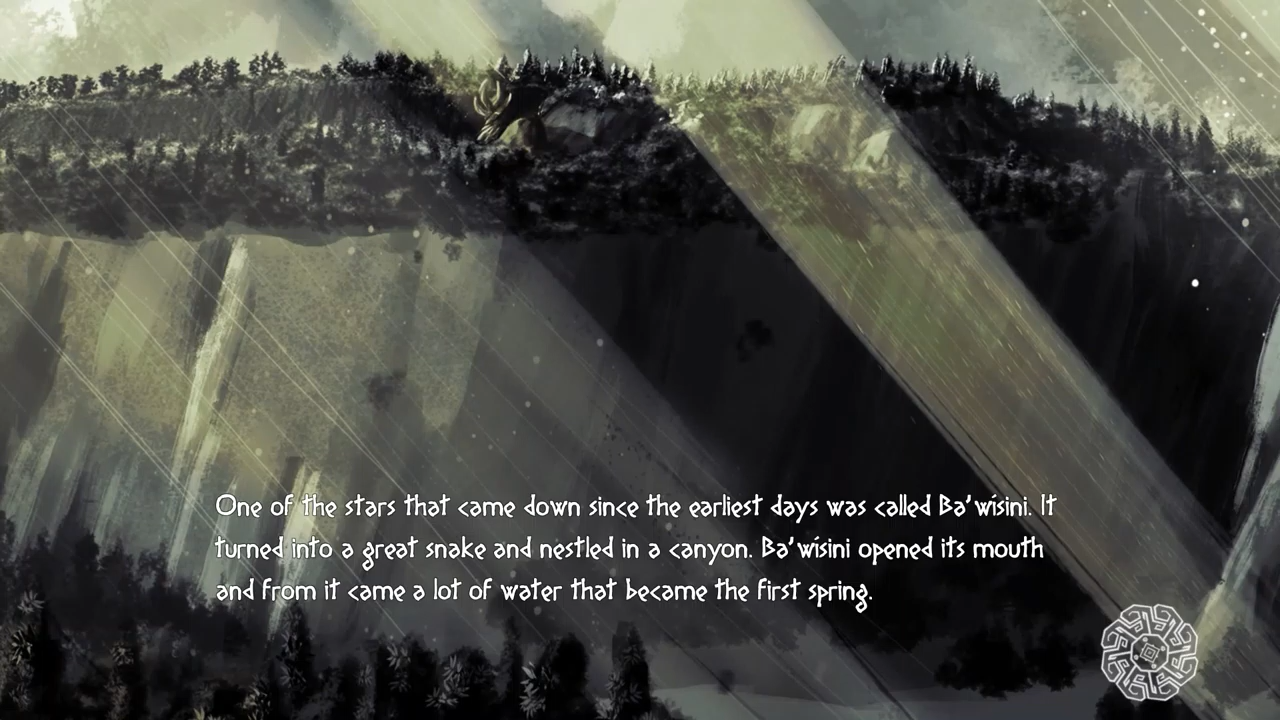 One of the stars that came down since the earliest days was called Ba'wísini. It
turned into a great snake and nestled in a canyon. Ba'wísini opened its mouth
and from it came a lot of water that became the first spring.